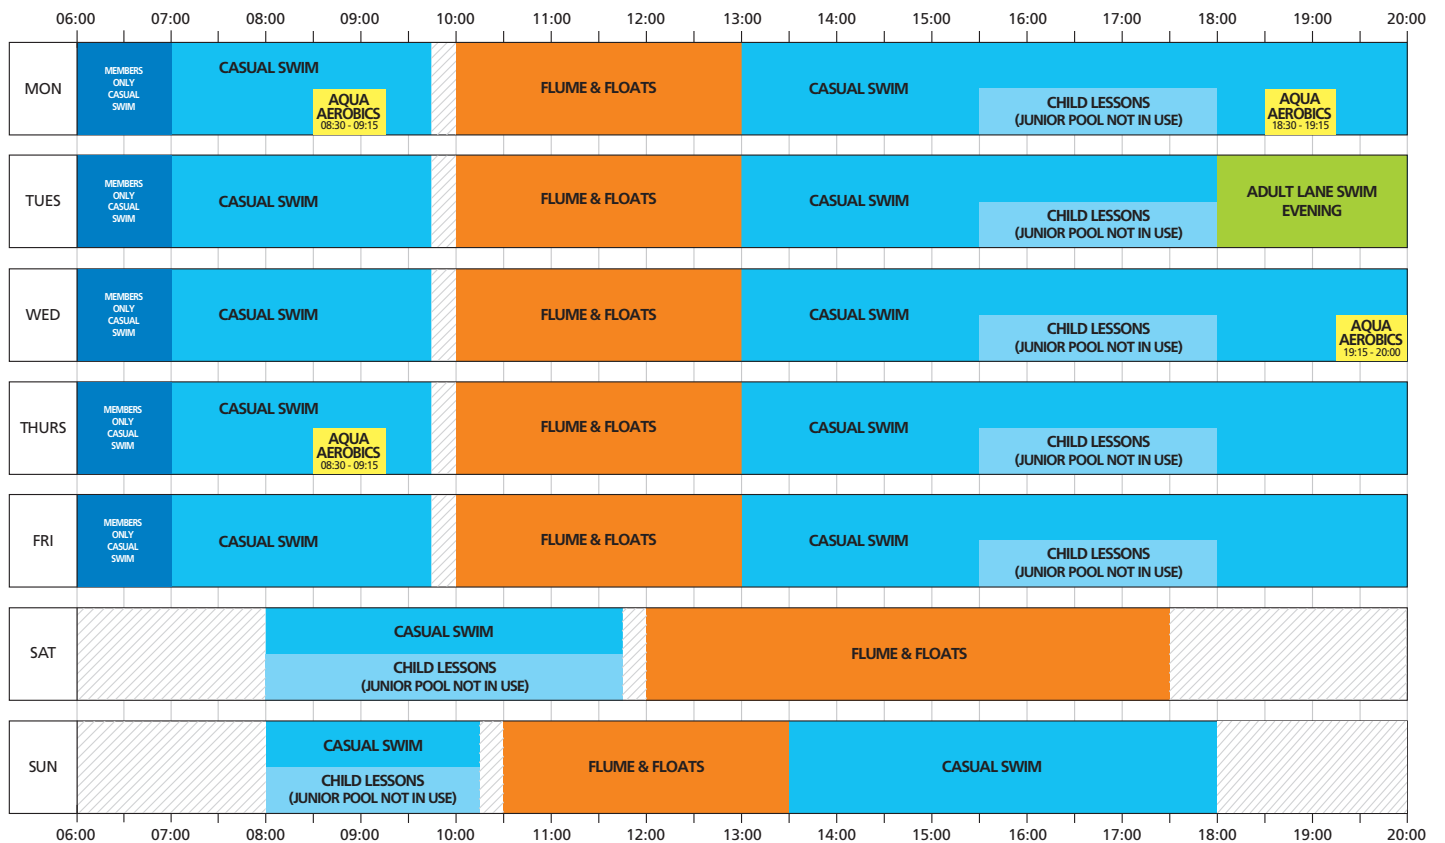 06:00 07:00 08:00 09:00 10:00 11:00 12:00 13:00 14:00 15:00 16:00 17:00 18:00 19:00 20:00
MON
MEMBERS
ONLY
CASUAL
SWIM
CASUAL SWIM
AQUA
AEROBICS
08:30 - 09:15
FLUME & FLOATS
CASUAL SWIM
CHILD LESSONS
(JUNIOR POOL NOT IN USE)
AQUA
AEROBICS
18:30 - 19:15
TUES
MEMBERS
ONLY
CASUAL
SWIM
CASUAL SWIM
FLUME & FLOATS
CASUAL SWIM
CHILD LESSONS
(JUNIOR POOL NOT IN USE)
ADULT LANE SWIM
EVENING
WED
MEMBERS
ONLY
CASUAL
SWIM
CASUAL SWIM
FLUME & FLOATS
CASUAL SWIM
CHILD LESSONS
(JUNIOR POOL NOT IN USE)
AQUA
AEROBICS
19:15 - 20:00
THURS
MEMBERS
ONLY
CASUAL
SWIM
CASUAL SWIM
AQUA
AEROBICS
08:30 - 09:15
FLUME & FLOATS
CASUAL SWIM
CHILD LESSONS
(JUNIOR POOL NOT IN USE)
FRI
MEMBERS
ONLY
CASUAL
SWIM
CASUAL SWIM
FLUME & FLOATS
CASUAL SWIM
CHILD LESSONS
(JUNIOR POOL NOT IN USE)
SAT
CASUAL SWIM
CHILD LESSONS
(JUNIOR POOL NOT IN USE)
FLUME & FLOATS
SUN
CASUAL SWIM
CHILD LESSONS
(JUNIOR POOL NOT IN USE)
FLUME & FLOATS
CASUAL SWIM
06:00 07:00 08:00 09:00 10:00 11:00 12:00 13:00 14:00 15:00 16:00 17:00 18:00 19:00 20:00